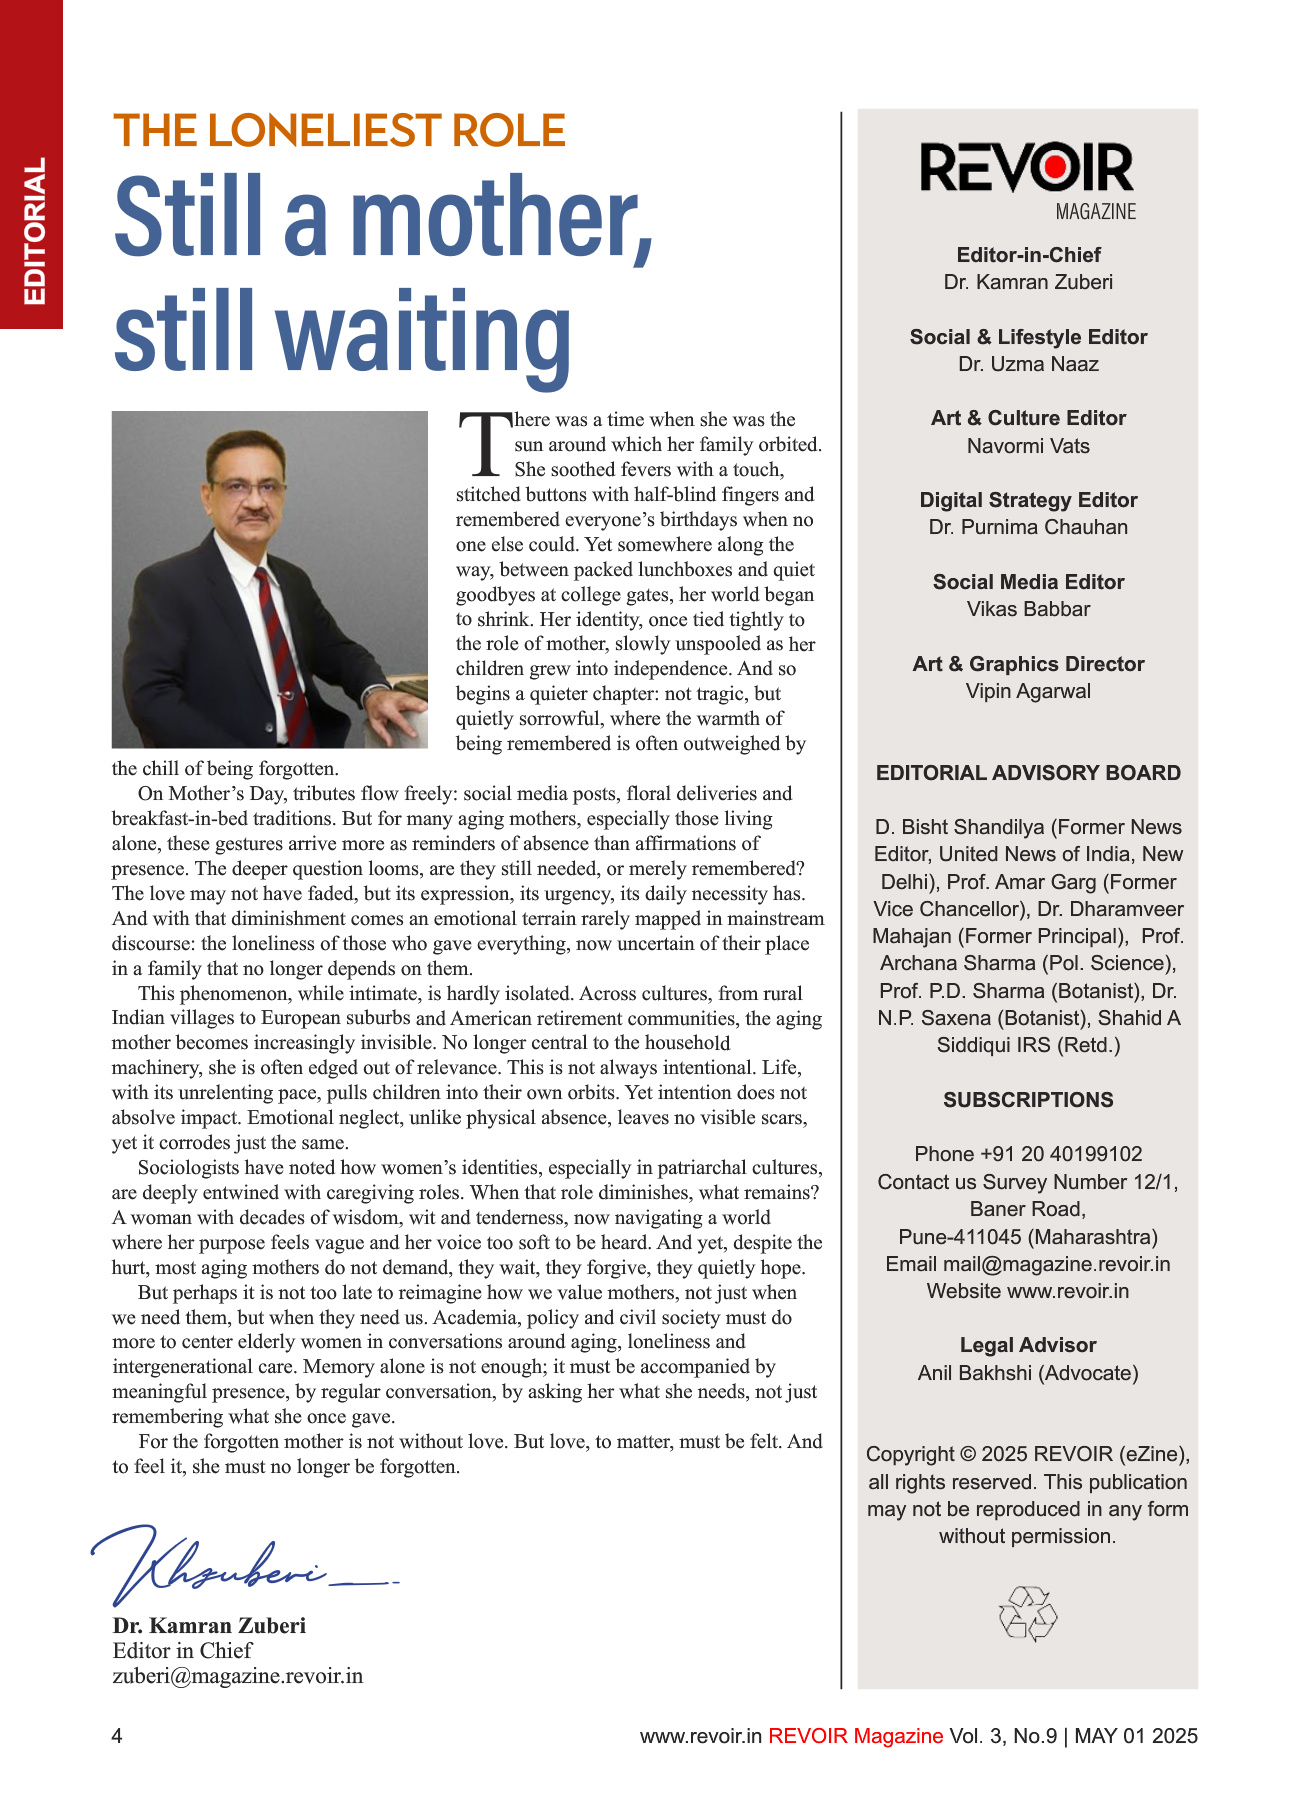 EDITORIAL
THE LONELIEST ROLE
Still a mother,
still waiting
There was a time when she was the
sun around which her family orbited.
She soothed fevers with a touch,
stitched buttons with half-blind fingers and
remembered everyone’s birthdays when no
one else could. Yet somewhere along the
way, between packed lunchboxes and quiet
goodbyes at college gates, her world began
to shrink. Her identity, once tied tightly to
the role of mother, slowly unspooled as her
children grew into independence. And so
begins a quieter chapter: not tragic, but
quietly sorrowful, where the warmth of
being remembered is often outweighed by
the chill of being forgotten.
On Mother’s Day, tributes flow freely: social media posts, floral deliveries and
breakfast-in-bed traditions. But for many aging mothers, especially those living
alone, these gestures arrive more as reminders of absence than affirmations of
presence. The deeper question looms, are they still needed, or merely remembered?
The love may not have faded, but its expression, its urgency, its daily necessity has.
And with that diminishment comes an emotional terrain rarely mapped in mainstream
discourse: the loneliness of those who gave everything, now uncertain of their place
in a family that no longer depends on them.
This phenomenon, while intimate, is hardly isolated. Across cultures, from rural
Indian villages to European suburbs and American retirement communities, the aging
mother becomes increasingly invisible. No longer central to the household
machinery, she is often edged out of relevance. This is not always intentional. Life,
with its unrelenting pace, pulls children into their own orbits. Yet intention does not
absolve impact. Emotional neglect, unlike physical absence, leaves no visible scars,
yet it corrodes just the same.
Sociologists have noted how women’s identities, especially in patriarchal cultures,
are deeply entwined with caregiving roles. When that role diminishes, what remains?
A woman with decades of wisdom, wit and tenderness, now navigating a world
where her purpose feels vague and her voice too soft to be heard. And yet, despite the
hurt, most aging mothers do not demand, they wait, they forgive, they quietly hope.
But perhaps it is not too late to reimagine how we value mothers, not just when
we need them, but when they need us. Academia, policy and civil society must do
more to center elderly women in conversations around aging, loneliness and
intergenerational care. Memory alone is not enough; it must be accompanied by
meaningful presence, by regular conversation, by asking her what she needs, not just
remembering what she once gave.
For the forgotten mother is not without love. But love, to matter, must be felt. And
to feel it, she must no longer be forgotten.
Khzuberi
Dr. Kamran Zuberi
Editor in Chief
zuberi@magazine.revoir.in
REVOIR
MAGAZINE
Editor-in-Chief
Dr. Kamran Zuberi
Social & Lifestyle Editor
Dr. Uzma Naaz
Art & Culture Editor
Navormi Vats
Digital Strategy Editor
Dr. Purnima Chauhan
Social Media Editor
Vikas Babbar
Art & Graphics Director
Vipin Agarwal
EDITORIAL ADVISORY BOARD
D. Bisht Shandilya (Former News
Editor, United News of India, New
Delhi), Prof. Amar Garg (Former
Vice Chancellor), Dr. Dharamveer
Mahajan (Former Principal), Prof.
Archana Sharma (Pol. Science),
Prof. P.D. Sharma (Botanist), Dr.
N.P. Saxena (Botanist), Shahid A
Siddiqui IRS (Retd.)
SUBSCRIPTIONS
Phone +91 20 40199102
Contact us Survey Number 12/1,
Baner Road,
Pune-411045 (Maharashtra)
Email mail@magazine.revoir.in
Website www.revoir.in
Legal Advisor
Anil Bakhshi (Advocate)
Copyright © 2025 REVOIR (eZine),
all rights reserved. This publication
may not be reproduced in any form
without permission.
4
www.revoir.in REVOIR Magazine Vol. 3, No.9 | MAY 01 2025